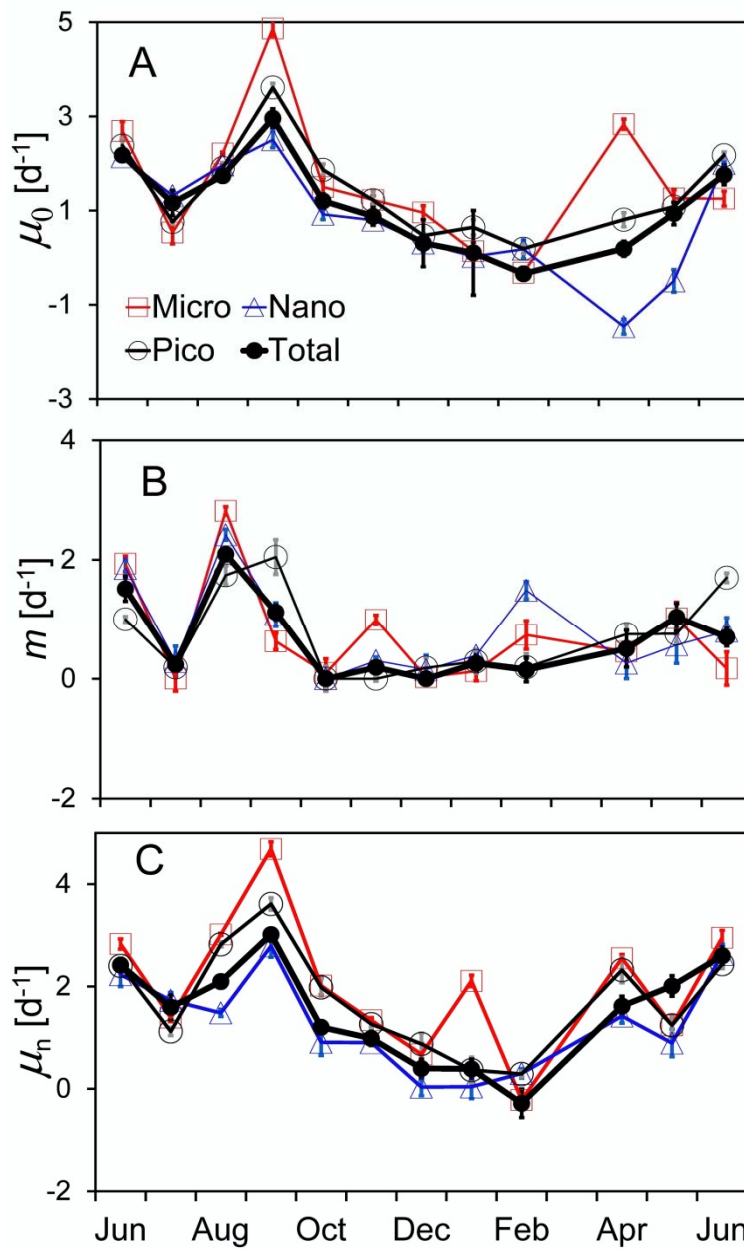 A
5
3
1
-1
-3
μ0 [d-1]
Micro Nano
Pico Total
B
4
2
0
-2
m [d-1]
C
4
2
0
-2
μn [d-1]
Jun Aug Oct Dec Feb Apr Jun